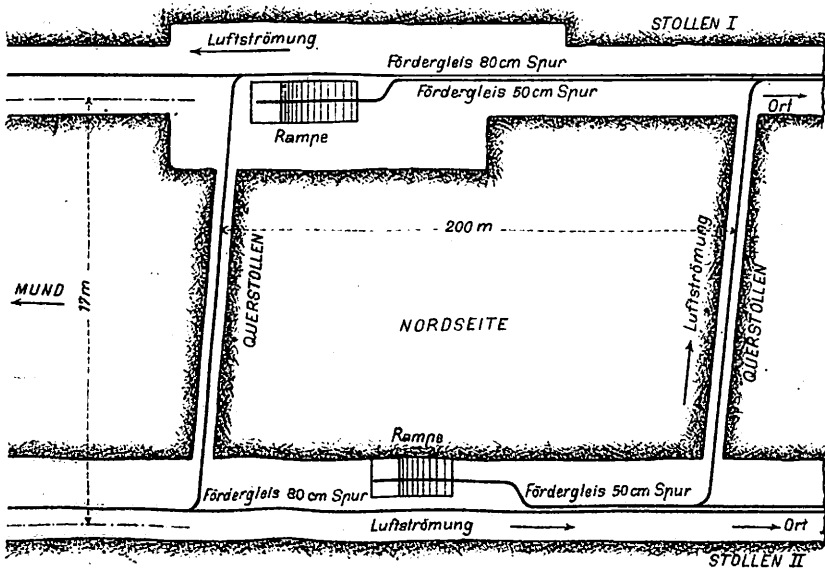 STOLLEN I
Luftströmung
Fördergleis 80cm Spur
Fördergleis 50cm Spur
Ort
Rampe
200 m
MUND
17m
QUERSTOLLEN
Luftströmung
QUERSTOLLEN
NORDSEITE
Rampe
Fördergleis 80cm Spur
Fördergleis 50cm Spur
Luftströmung
Ort
STOLLEN II